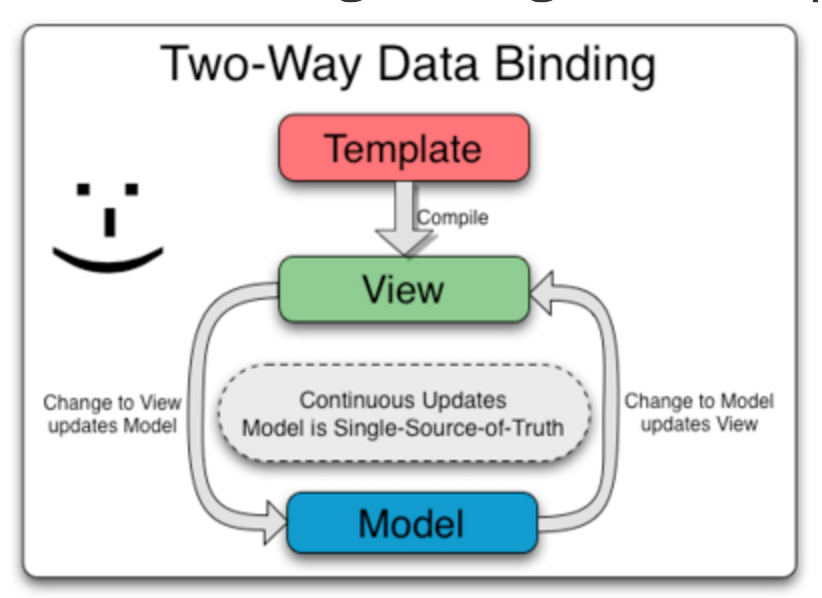 Two-Way Data Binding
Template
Compile
View
Continuous Updates
Model is Single-Source-of-Truth
Change to View
updates Model
Change to Model
updates View
Model